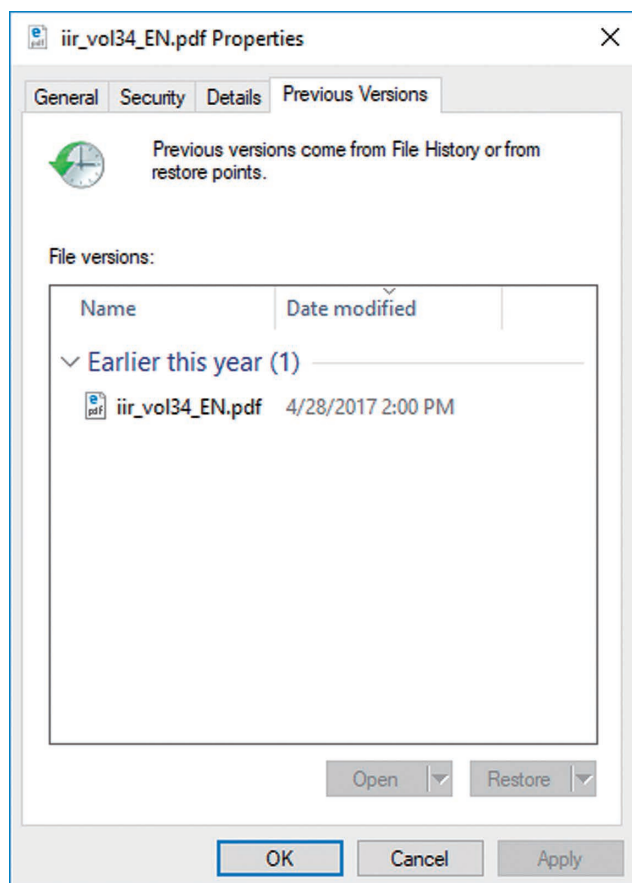 iir_vol34_EN.pdf Properties
General Security Details Previous Versions
Previous versions come from File History or from
restore points.
File versions:
Name Date modified
Earlier this year (1)
iir_vol34_EN.pdf 4/28/2017 2:00 PM
Open Restore
OK Cancel Apply